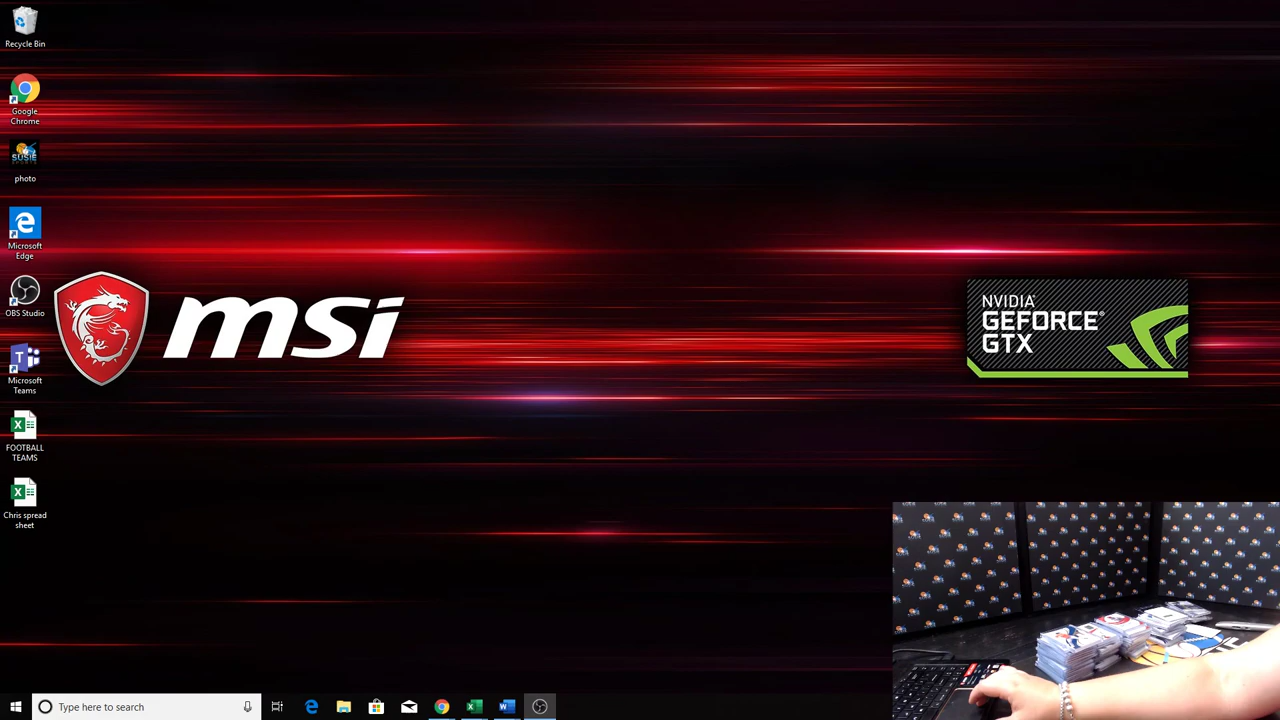 Recycle Bin
Google
Chrome
SUSIE
photo
Microsoft
Edge
OBS Studio
Microsoft
Teams
FOOTBALL
TEAMS
Chris spread
sheet
msi
NVIDIA
GEFORCE®
GTX
Type here to search